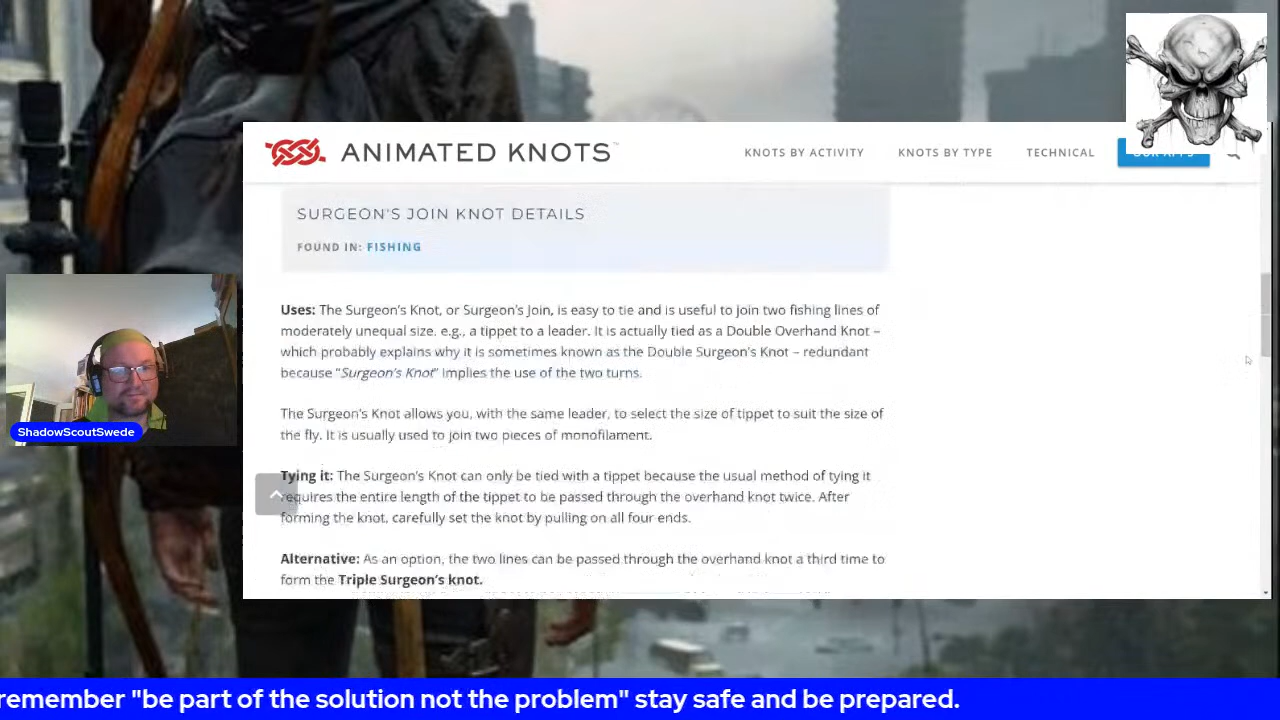 ANIMATED KNOTS™
KNOTS BY ACTIVITY KNOTS BY TYPE TECHNICAL
SURGEON'S JOIN KNOT DETAILS
FOUND IN: FISHING
Uses: The Surgeon's Knot, or Surgeon's Join, is easy to tie and is useful to join two fishing lines of
moderately unequal size. e.g., a tippet to a leader. It is actually tied as a Double Overhand Knot –
which probably explains why it is sometimes known as the Double Surgeon's Knot – redundant
because "Surgeon's Knot" implies the use of the two turns.
The Surgeon's Knot allows you, with the same leader, to select the size of tippet to suit the size of
the fly. It is usually used to join two pieces of monofilament.
Tying it: The Surgeon's Knot can only be tied with a tippet because the usual method of tying it
requires the entire length of the tippet to be passed through the overhand knot twice. After
forming the knot, carefully set the knot by pulling on all four ends.
Alternative: As an option, the two lines can be passed through the overhand knot a third time to
form the Triple Surgeon's knot.
ShadowScoutSwede
remember "be part of the solution not the problem" stay safe and be prepared.